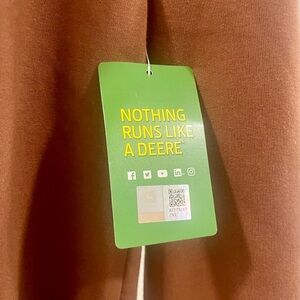 NOTHING
RUNS LIKE
A DEERE